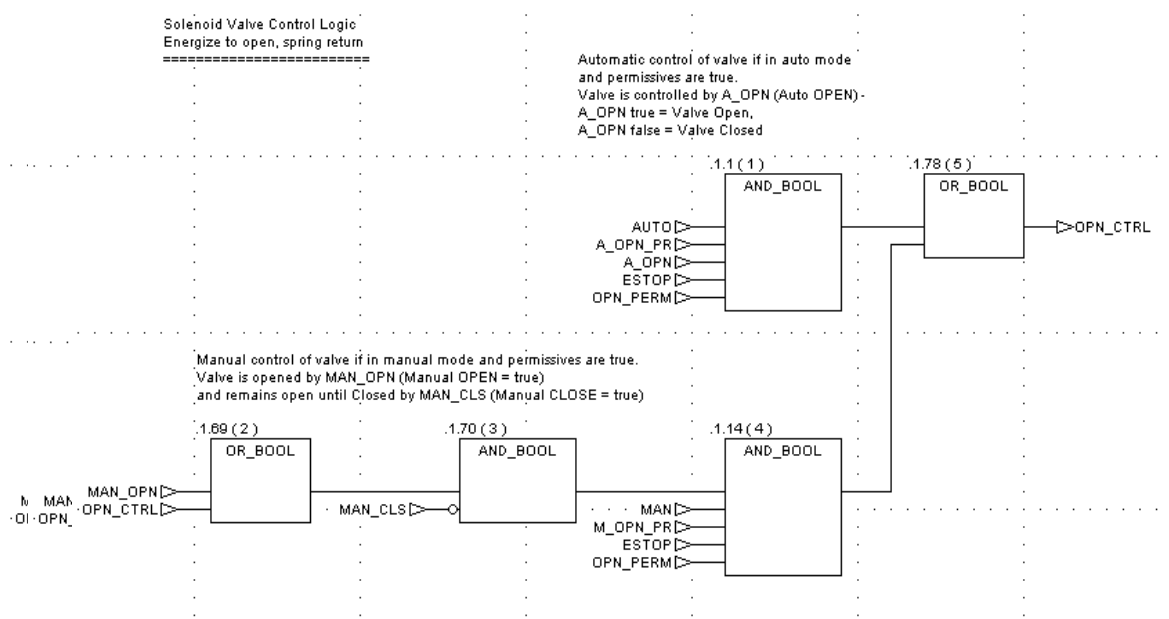 Solenoid Valve Control Logic
Energize to open, spring return
==========================
Automatic control of valve if in auto mode
and permissives are true.
Valve is controlled by A_OPN (Auto OPEN) -
A_OPN true = Valve Open,
A_OPN false = Valve Closed
.1.1 ( 1 )
AND_BOOL
.1.78 ( 5 )
OR_BOOL
AUTO
A_OPN_PR
A_OPN
ESTOP
OPN_PERM
OPN_CTRL
Manual control of valve if in manual mode and permissives are true.
Valve is opened by MAN_OPN (Manual OPEN = true)
and remains open until Closed by MAN_CLS (Manual CLOSE = true)
.1.69 ( 2 )
OR_BOOL
.1.70 ( 3 )
AND_BOOL
.1.14 ( 4 )
AND_BOOL
MAN_OPN
OPN_CTRL
MAN_CLS
MAN
M_OPN_PR
ESTOP
OPN_PERM